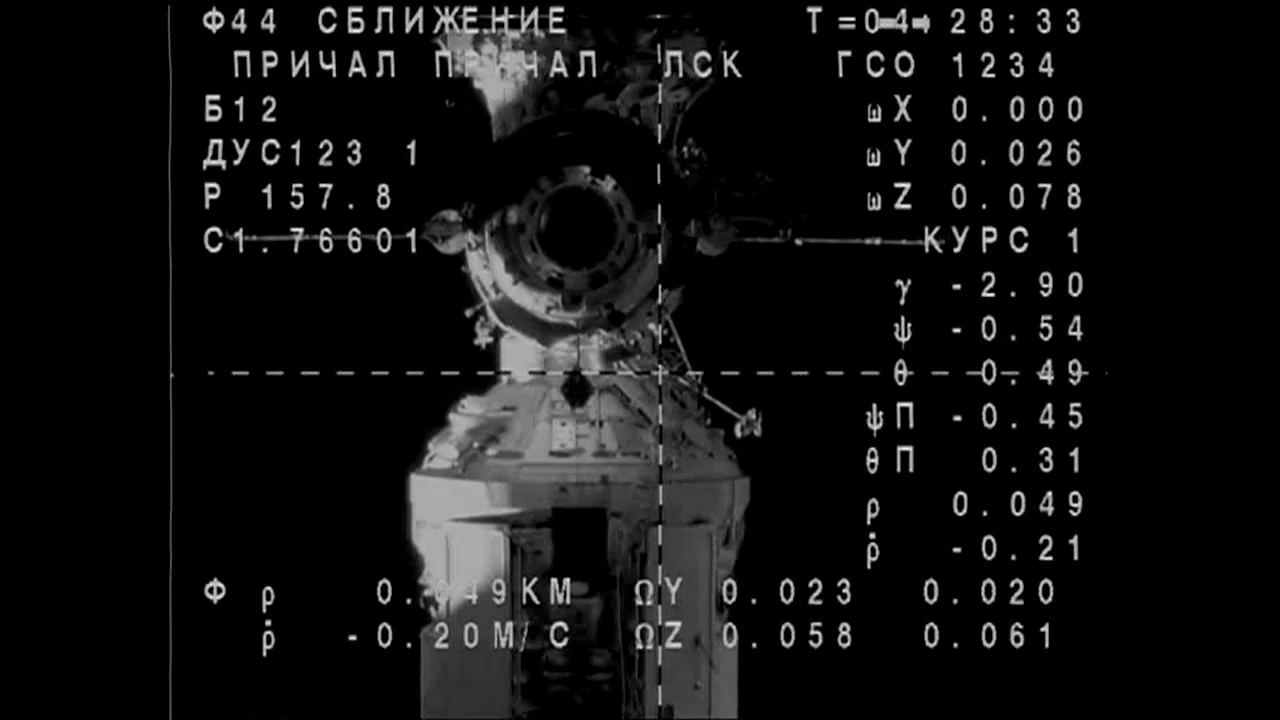 Ф44 СБЛИЖЕНИЕ T=04 28:33
ПРИЧАЛ ПРИЧАЛ ЛСК ГСО 1234
Б12 ωX 0.000
ДУС123 1 ωY 0.026
Р 157.8 ωZ 0.078
С1.76601 КУРС 1
γ -2.90
ψ -0.54
θ -0.49
ψП -0.45
θП 0.31
ρ 0.049
ρ̇ -0.21
Ф ρ 0.049КМ ΩY 0.023 0.020
ρ̇ -0.20М/С ΩZ 0.058 0.061